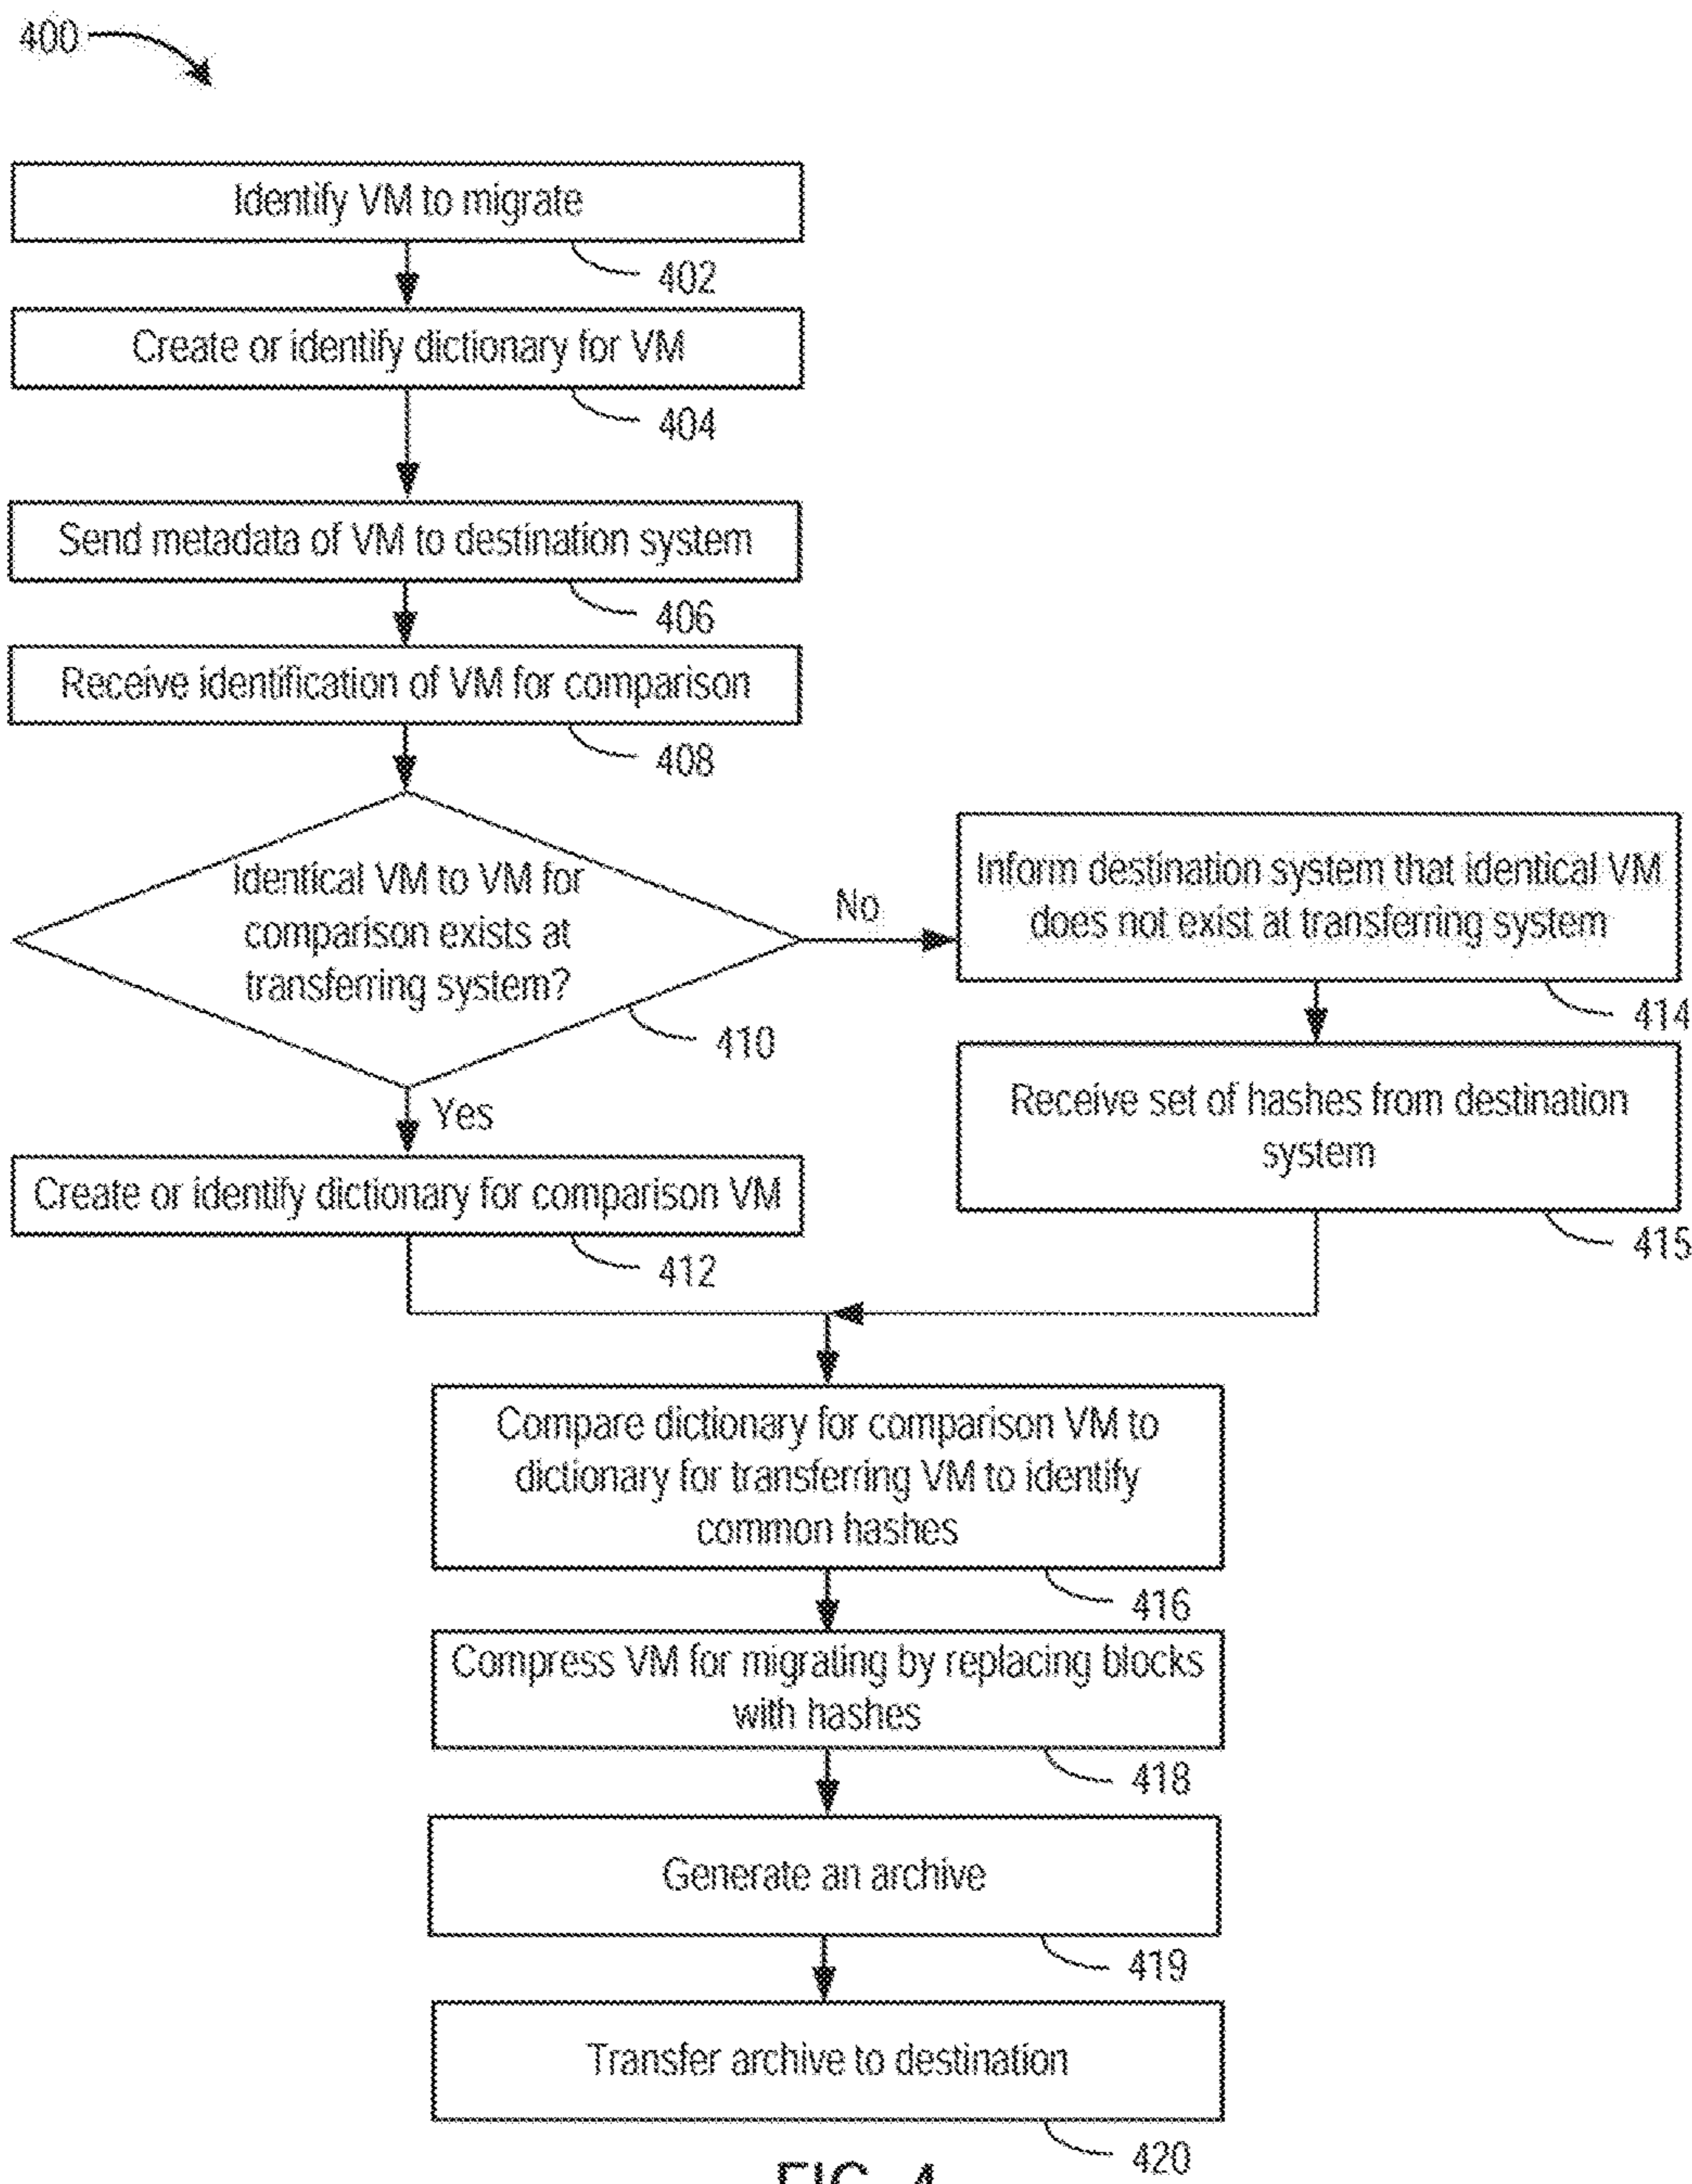 400
Identify VM to migrate
402
Create or identify dictionary for VM
404
Send metadata of VM to destination system
406
Receive identification of VM for comparison
408
Identical VM to VM for
comparison exists at
transferring system?
410
No
Inform destination system that identical VM
does not exist at transferring system
414
Receive set of hashes from destination
system
415
Yes
Create or identify dictionary for comparison VM
412
Compare dictionary for comparison VM to
dictionary for transferring VM to identify
common hashes
416
Compress VM for migrating by replacing blocks
with hashes
418
Generate an archive
419
Transfer archive to destination
420
FIG. 4